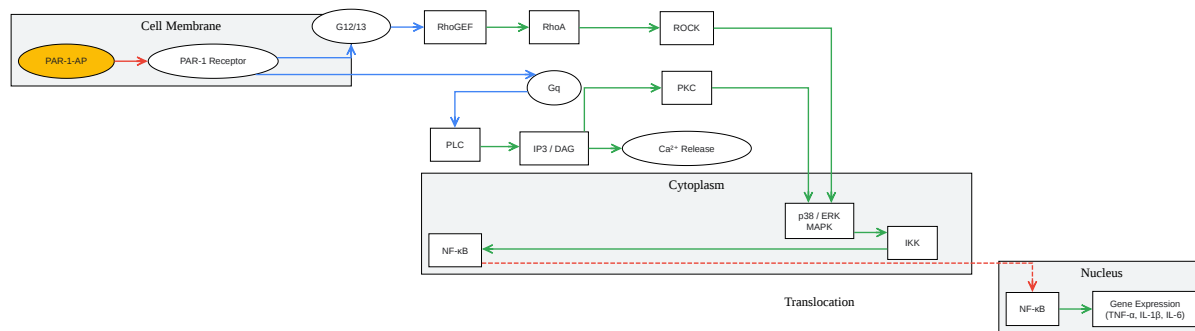 Cell Membrane
G12/13
RhoGEF
RhoA
ROCK
PAR-1-AP
PAR-1 Receptor
Gq
PKC
PLC
IP3 / DAG
Ca²⁺ Release
Cytoplasm
p38 / ERK
MAPK
IKK
NF-κB
Nucleus
Translocation
NF-κB
Gene Expression
(TNF-α, IL-1β, IL-6)